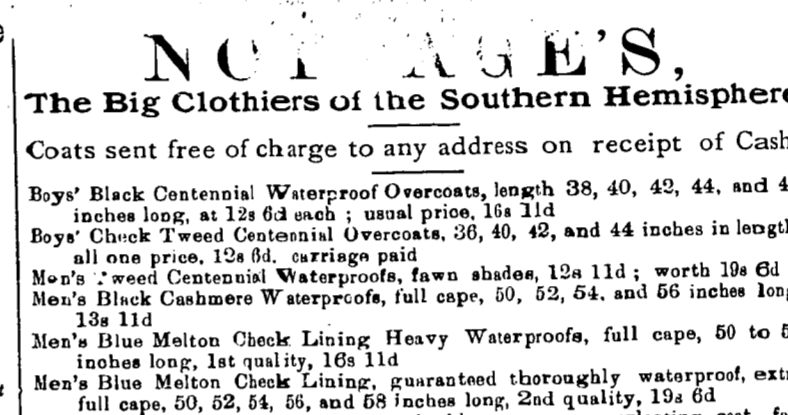 The Big Clothiers of the Southern Hemisphere
Coats sent free of charge to any address on receipt of Cash
Boys' Black Centennial Waterproof Overcoats, length 38, 40, 42, 44, and 4
inches long, at 12s 6d each ; usual price, 16s 11d
Boys' Check Tweed Centennial Overcoats, 36, 40, 42, and 44 inches in lengt
all one price, 12s 6d. carriage paid
Men's Tweed Centennial Waterproofs, fawn shades, 12s 11d ; worth 19s 6d
Men's Black Cashmere Waterproofs, full cape, 50, 52, 54, and 56 inches lon
13s 11d
Men's Blue Melton Check Lining Heavy Waterproofs, full cape, 50 to 5
inches long, 1st quality, 16s 11d
Men's Blue Melton Check Lining, guaranteed thoroughly waterproof, ext
full cape, 50, 52, 54, 56, and 58 inches long, 2nd quality, 19s 6d